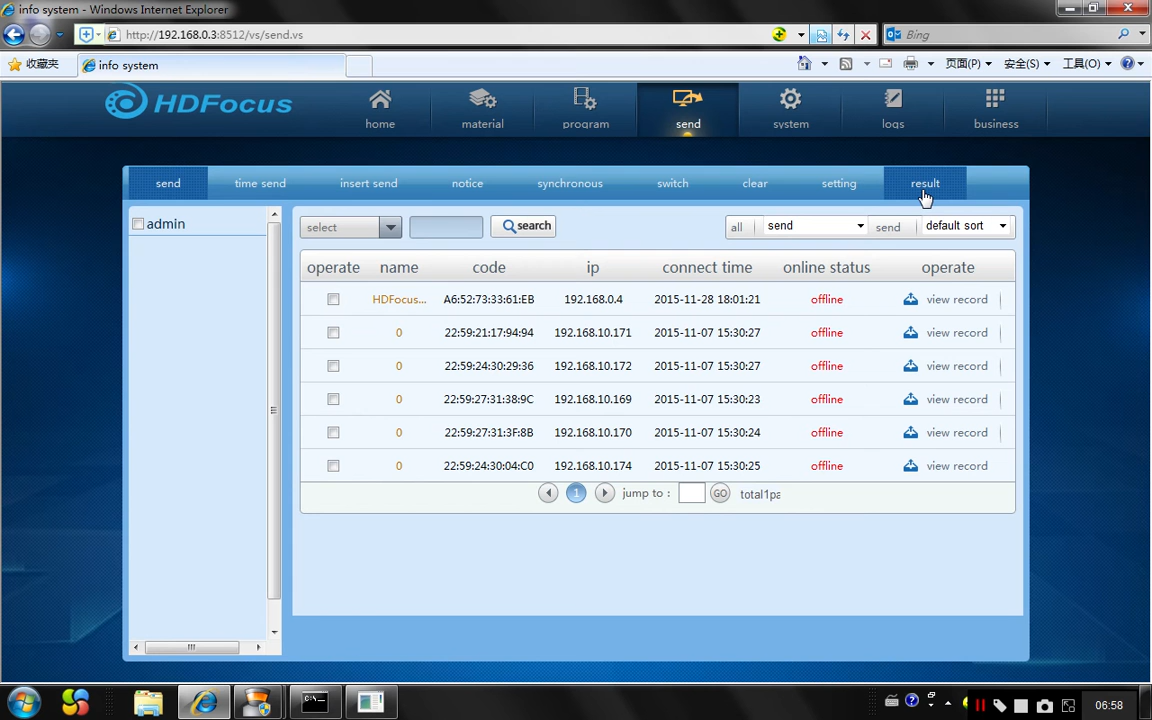 info system - Windows Internet Explorer
http://192.168.0.3:8512/vs/send.vs
Bing
收藏夹
info system
页面(P)
安全(S)
工具(O)
HDFocus
home
material
program
send
system
logs
business
send
time send
insert send
notice
synchronous
switch
clear
setting
result
admin
select
search
all
send
send
default sort
operate name code ip connect time online status operate
HDFocus... A6:52:73:33:61:EB 192.168.0.4 2015-11-28 18:01:21 offline view record
0 22:59:21:17:94:94 192.168.10.171 2015-11-07 15:30:27 offline view record
0 22:59:24:30:29:36 192.168.10.172 2015-11-07 15:30:27 offline view record
0 22:59:27:31:38:9C 192.168.10.169 2015-11-07 15:30:23 offline view record
0 22:59:27:31:3F:8B 192.168.10.170 2015-11-07 15:30:24 offline view record
0 22:59:24:30:04:C0 192.168.10.174 2015-11-07 15:30:25 offline view record
1 jump to : GO total1pa
06:58